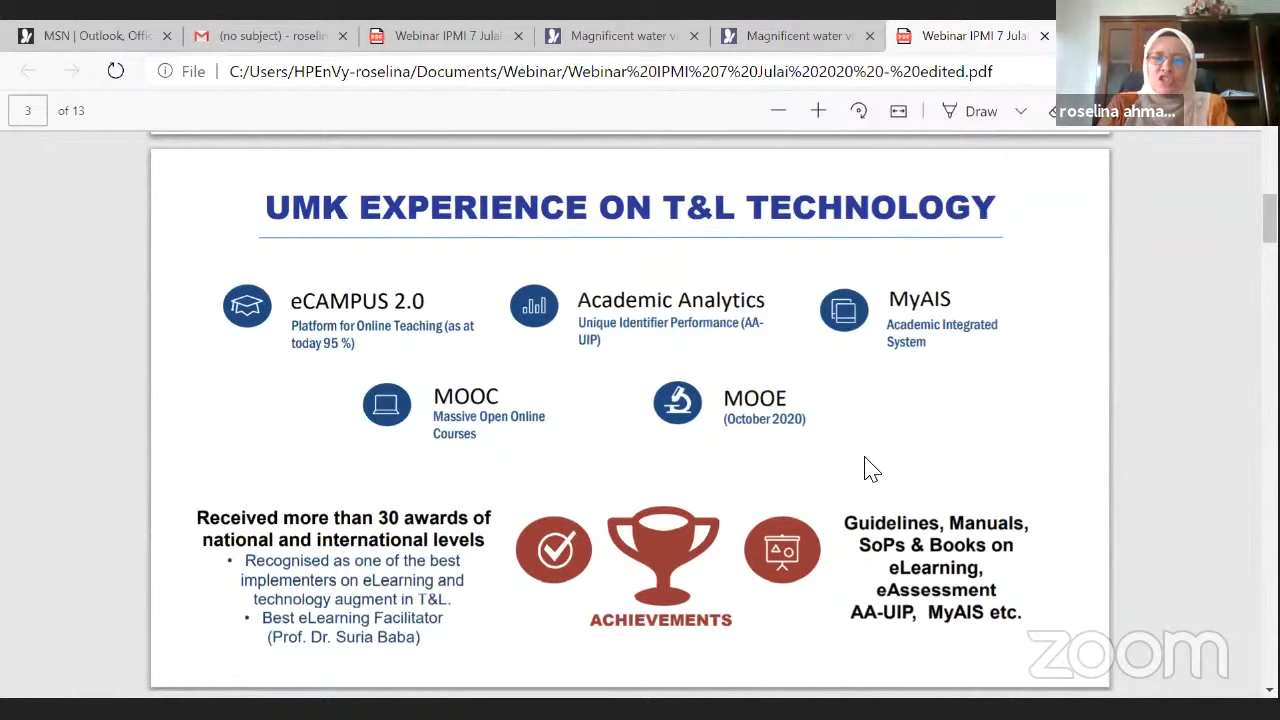 MSN | Outlook, Offic
(no subject) - roselin
Webinar IPMI 7 Julai
Magnificent water vi
Magnificent water vi
Webinar IPMI 7 Julai
File
C:/Users/HPEnVy-roselina/Documents/Webinar/Webinar%20IPMI%207%20Julai%202020%20-%20edited.pdf
3 of 13
Draw
roselina ahma...
UMK EXPERIENCE ON T&L TECHNOLOGY
eCAMPUS 2.0
Platform for Online Teaching (as at
today 95 %)
Academic Analytics
Unique Identifier Performance (AA-
UIP)
MyAIS
Academic Integrated
System
MOOC
Massive Open Online
Courses
MOOE
(October 2020)
Received more than 30 awards of
national and international levels
• Recognised as one of the best
implementers on eLearning and
technology augment in T&L.
• Best eLearning Facilitator
(Prof. Dr. Suria Baba)
ACHIEVEMENTS
Guidelines, Manuals,
SoPs & Books on
eLearning,
eAssessment
AA-UIP, MyAIS etc.
zoom